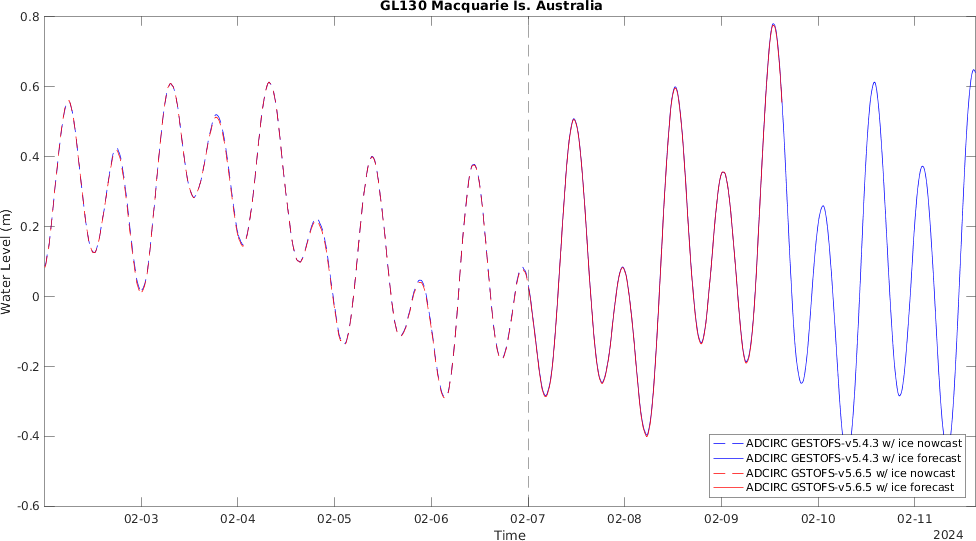 GL130 Macquarie Is. Australia
Water Level (m)
0.8
0.6
0.4
0.2
0
-0.2
-0.4
-0.6
02-03 02-04 02-05 02-06 02-07 02-08 02-09 02-10 02-11
Time
2024
ADCIRC GESTOFS-v5.4.3 w/ ice nowcast
ADCIRC GESTOFS-v5.4.3 w/ ice forecast
ADCIRC GSTOFS-v5.6.5 w/ ice nowcast
ADCIRC GSTOFS-v5.6.5 w/ ice forecast